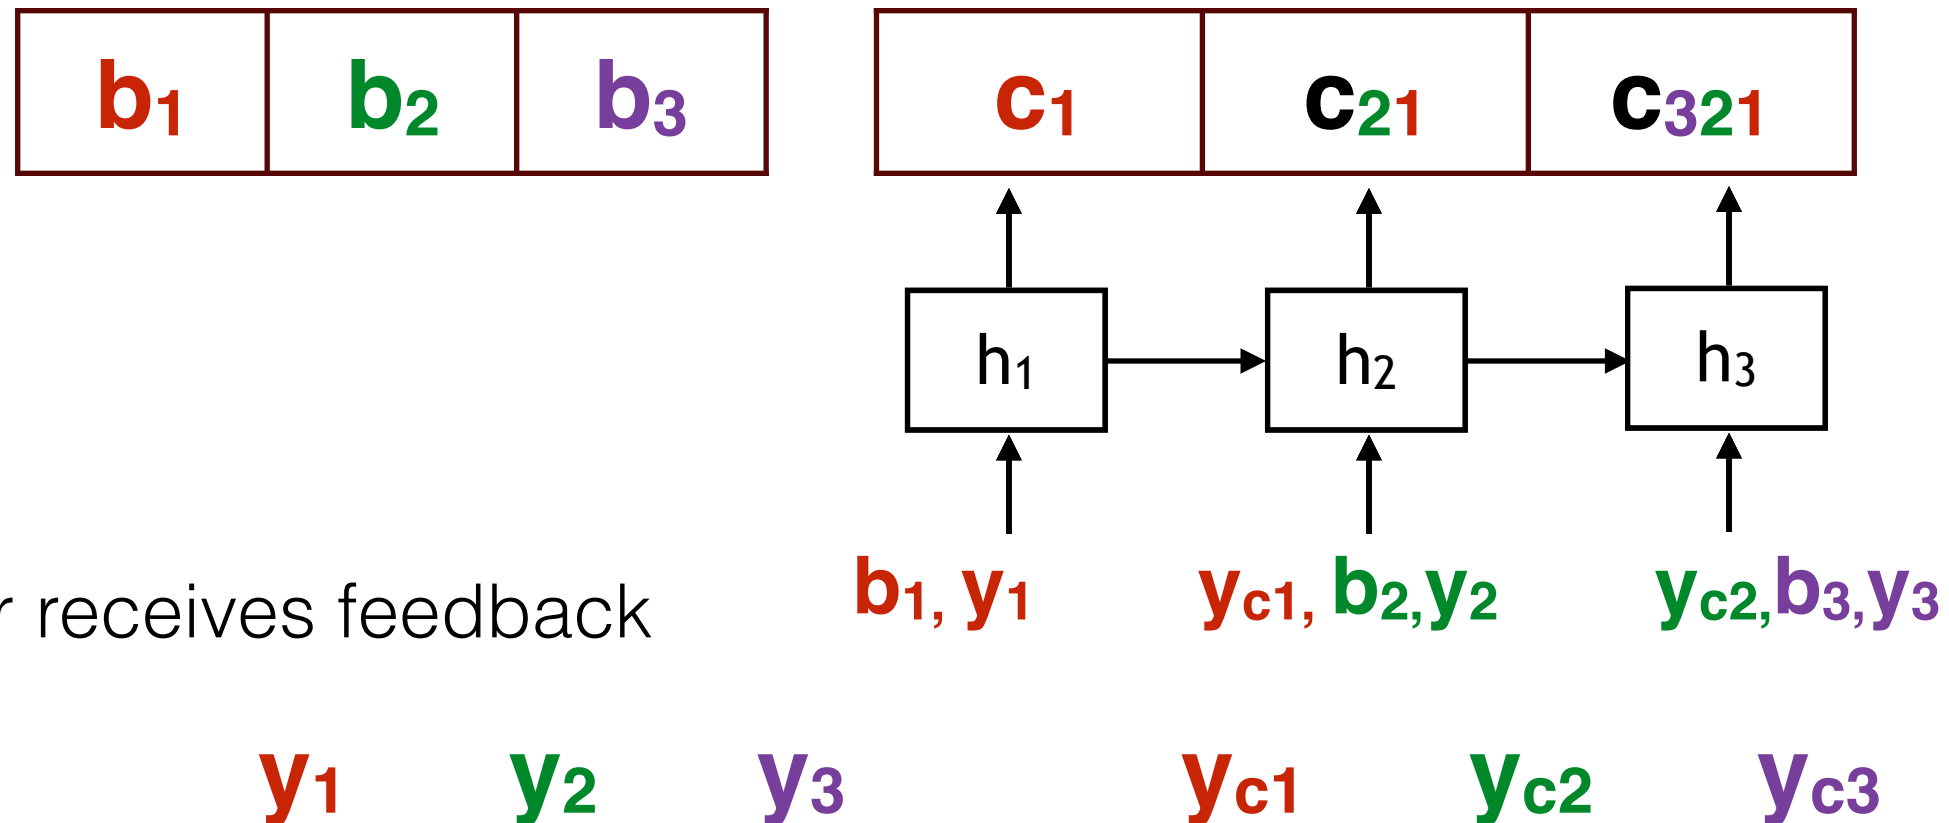 b1 b2 b3 c1 c21 c321
h1 h2 h3
b1, y1 yc1, b2,y2 yc2,b3,y3
r receives feedback
y1 y2 y3 yc1 yc2 yc3